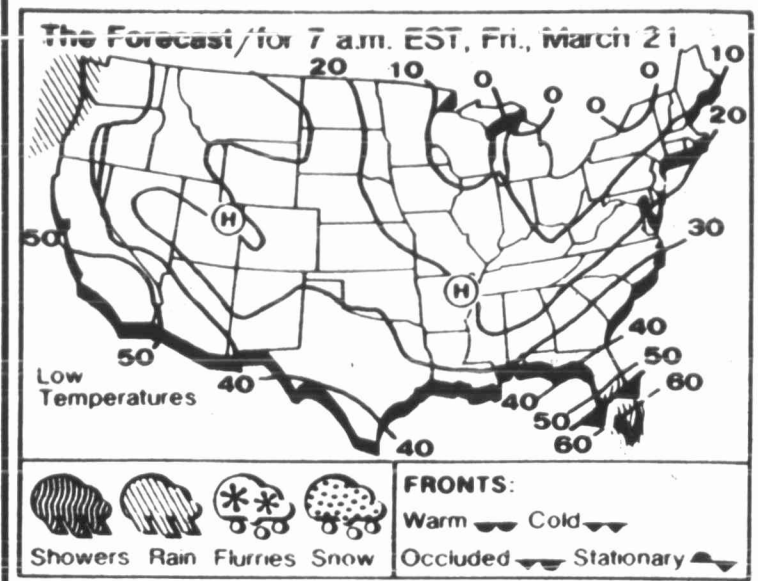 The Forecast/for 7 a.m. EST, Fri., March 21
20 10 0 0 0 0 10
20
50
H
30
H
40
50
50
60
Low
Temperatures
40
40
40
50
60
Showers Rain Flurries Snow
FRONTS:
Warm Cold
Occluded Stationary